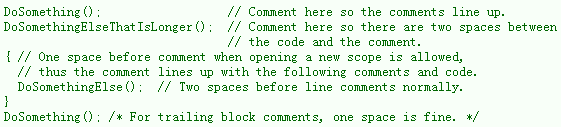 DoSomething();                  // Comment here so the comments line up.
DoSomethingElseThatIsLonger();  // Comment here so there are two spaces between
                                // the code and the comment.
{ // One space before comment when opening a new scope is allowed,
  // thus the comment lines up with the following comments and code.
  DoSomethingElse();  // Two spaces before line comments normally.
}
DoSomething(); /* For trailing block comments, one space is fine. */